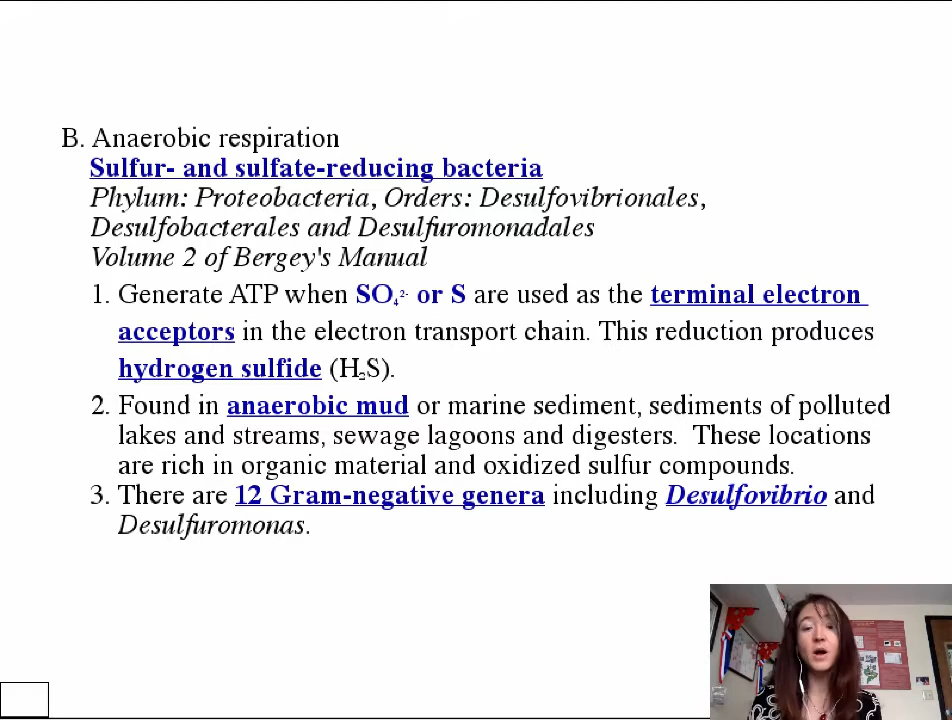 B. Anaerobic respiration
Sulfur- and sulfate-reducing bacteria
Phylum: Proteobacteria, Orders: Desulfovibrionales,
Desulfobacterales and Desulfuromonadales
Volume 2 of Bergey's Manual
1. Generate ATP when SO₄²⁻ or S are used as the terminal electron
acceptors in the electron transport chain. This reduction produces
hydrogen sulfide (H₂S).
2. Found in anaerobic mud or marine sediment, sediments of polluted
lakes and streams, sewage lagoons and digesters.  These locations
are rich in organic material and oxidized sulfur compounds.
3. There are 12 Gram-negative genera including Desulfovibrio and
Desulfuromonas.